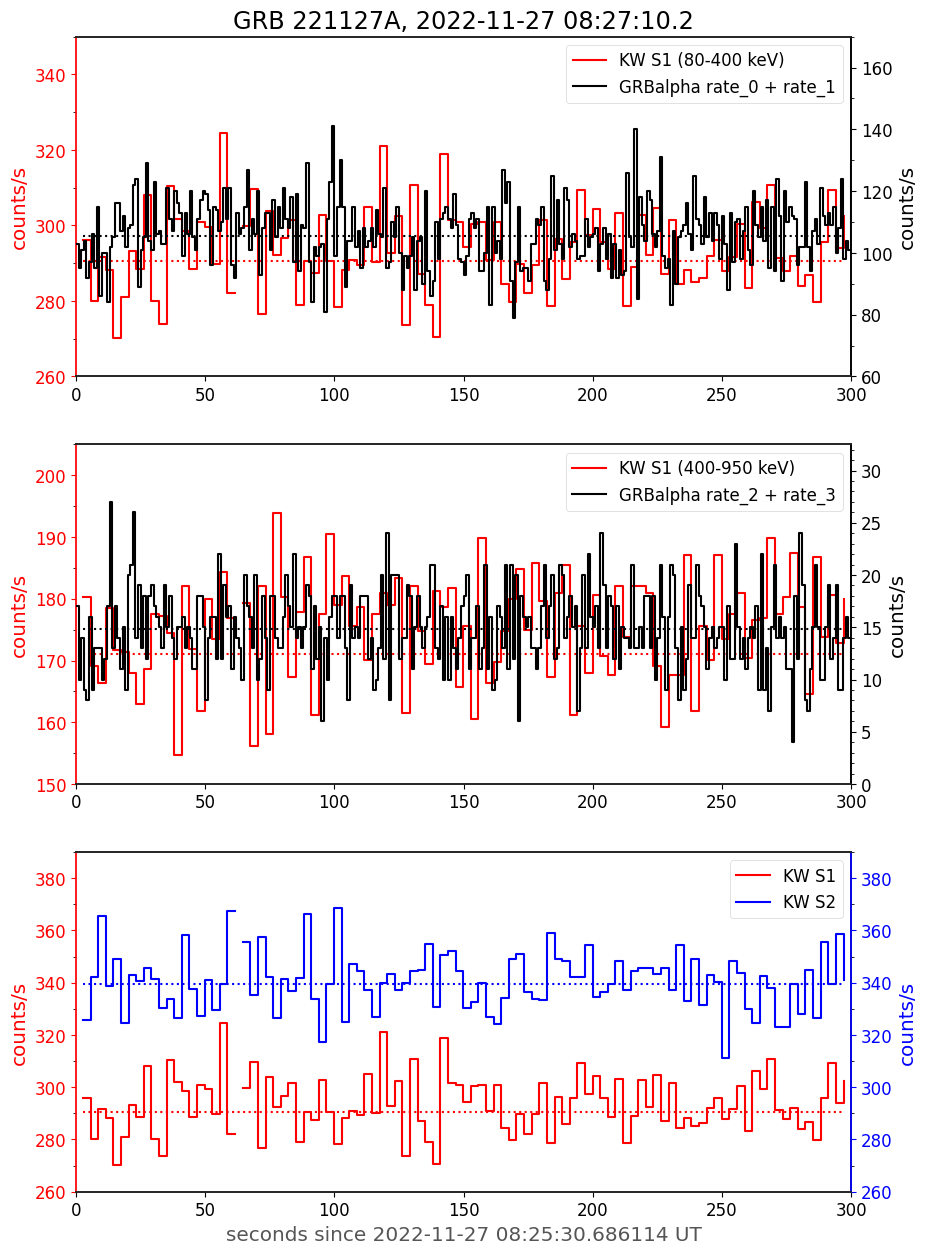 GRB 221127A, 2022-11-27 08:27:10.2
KW S1 (80-400 keV)
GRBalpha rate_0 + rate_1
340
320
300
280
260
counts/s
160
140
120
100
80
60
counts/s
0 50 100 150 200 250 300
KW S1 (400-950 keV)
GRBalpha rate_2 + rate_3
200
190
180
170
160
150
counts/s
30
25
20
15
10
5
0
counts/s
0 50 100 150 200 250 300
KW S1
KW S2
380
360
340
320
300
280
260
counts/s
380
360
340
320
300
280
260
counts/s
0 50 100 150 200 250 300
seconds since 2022-11-27 08:25:30.686114 UT